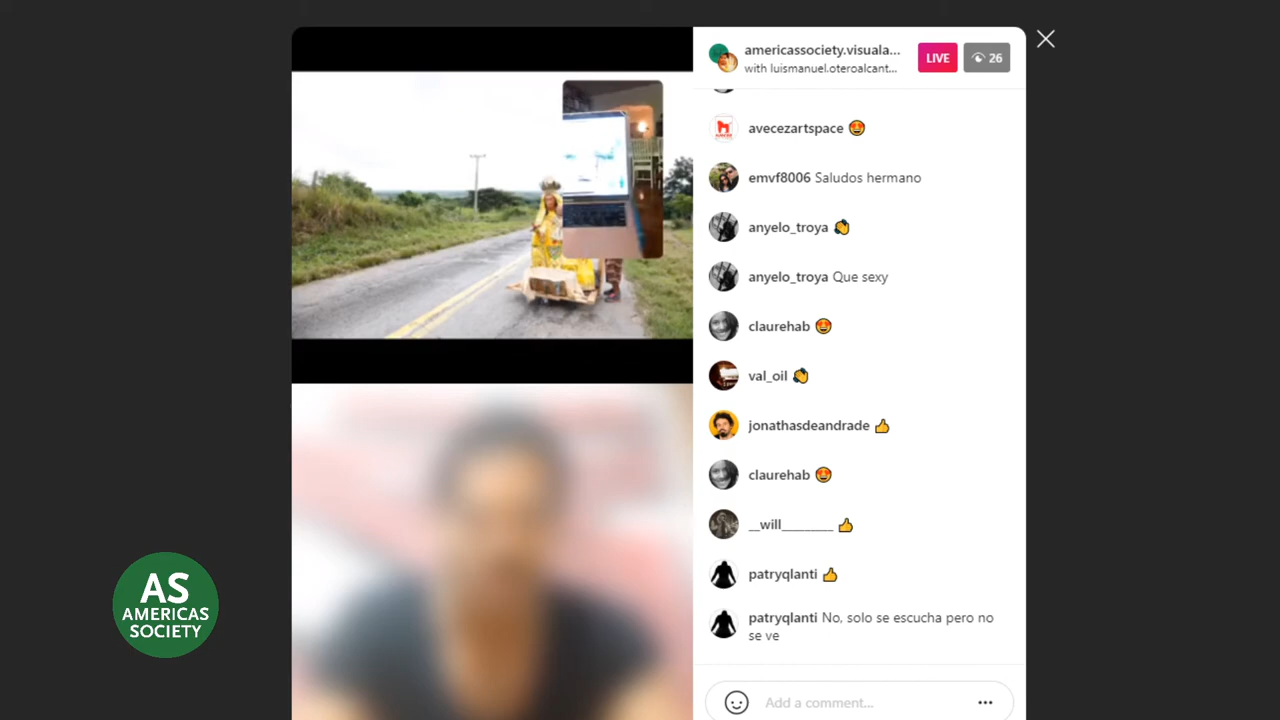 americassociety.visuala...
with luismanuel.oteroalcant...
LIVE
26
avecezartspace 🤩
emvf8006 Saludos hermano
anyelo_troya 👏
anyelo_troya Que sexy
claurehab 🤩
val_oil 👏
jonathasdeandrade 👍
claurehab 🤩
__will________ 👍
patryqlanti 👍
patryqlanti No, solo se escucha pero no
se ve
Add a comment...
AS
AMERICAS
SOCIETY